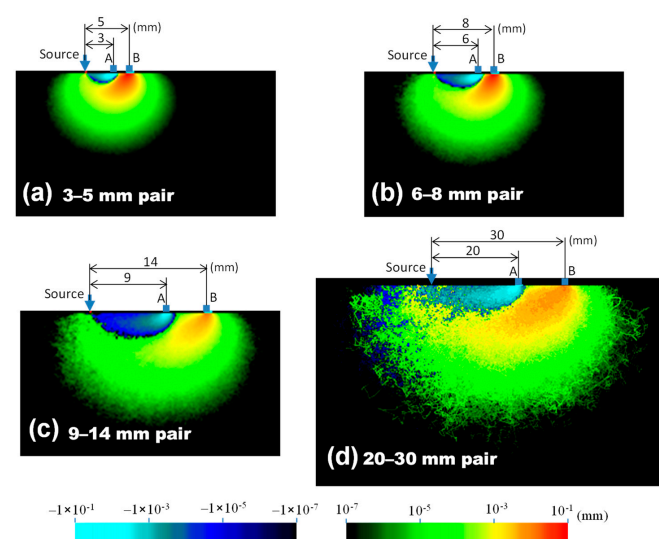 5 (mm)
3
Source A B
(a) 3–5 mm pair
8 (mm)
6
Source A B
(b) 6–8 mm pair
14 (mm)
9
Source A B
(c) 9–14 mm pair
30 (mm)
20
Source A B
(d) 20–30 mm pair
−1×10⁻¹ −1×10⁻³ −1×10⁻⁵ −1×10⁻⁷ 10⁻⁷ 10⁻⁵ 10⁻³ 10⁻¹ (mm)